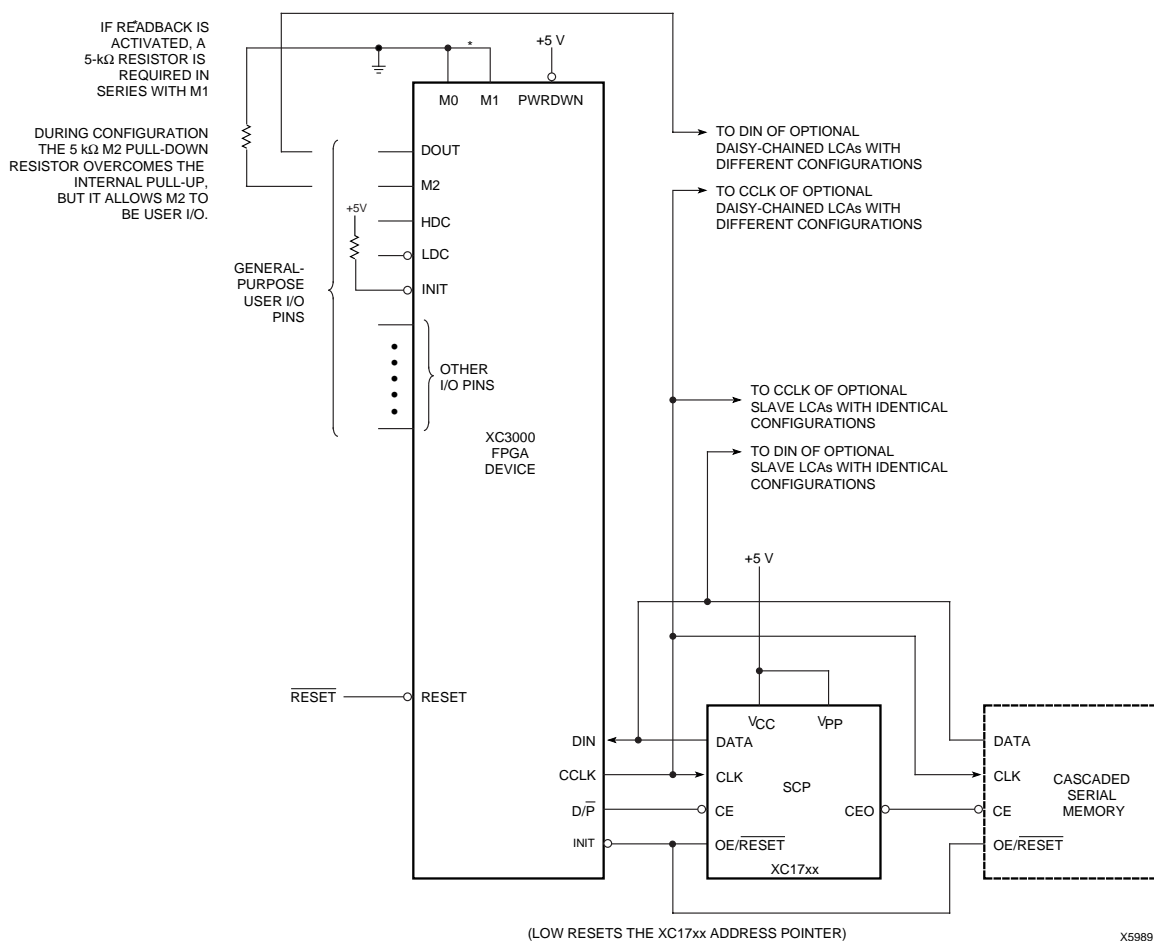 *
IF READBACK IS
ACTIVATED, A
5-kΩ RESISTOR IS
REQUIRED IN
SERIES WITH M1
DURING CONFIGURATION
THE 5 kΩ M2 PULL-DOWN
RESISTOR OVERCOMES THE
INTERNAL PULL-UP,
BUT IT ALLOWS M2 TO
BE USER I/O.
*
+5 V
M0 M1 PWRDWN
DOUT
M2
HDC
LDC
INIT
+5V
GENERAL-
PURPOSE
USER I/O
PINS
OTHER
I/O PINS
XC3000
FPGA
DEVICE
TO DIN OF OPTIONAL
DAISY-CHAINED LCAs WITH
DIFFERENT CONFIGURATIONS
TO CCLK OF OPTIONAL
DAISY-CHAINED LCAs WITH
DIFFERENT CONFIGURATIONS
TO CCLK OF OPTIONAL
SLAVE LCAs WITH IDENTICAL
CONFIGURATIONS
TO DIN OF OPTIONAL
SLAVE LCAs WITH IDENTICAL
CONFIGURATIONS
+5 V
RESET RESET
DIN
CCLK
D/P
INIT
VCC VPP
DATA
CLK
SCP
CE CEO
OE/RESET
XC17xx
DATA
CLK
CE
OE/RESET
CASCADED
SERIAL
MEMORY
(LOW RESETS THE XC17xx ADDRESS POINTER)
X5989